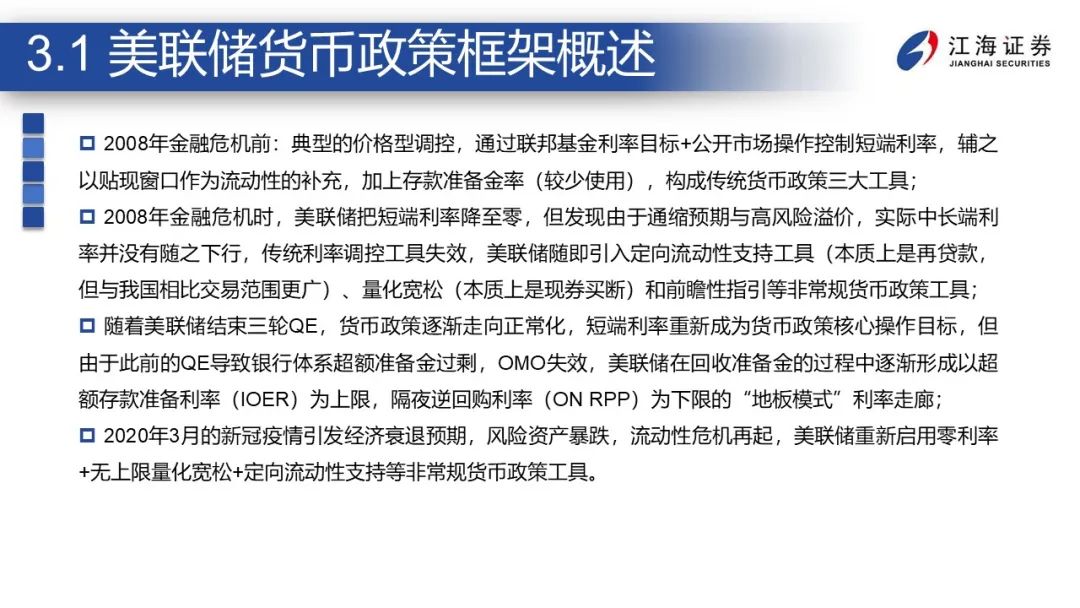 3.1 美联储货币政策框架概述
江海证券
JIANGHAI SECURITIES
2008年金融危机前：典型的价格型调控，通过联邦基金利率目标+公开市场操作控制短端利率，辅之
以贴现窗口作为流动性的补充，加上存款准备金率（较少使用），构成传统货币政策三大工具；
2008年金融危机时，美联储把短端利率降至零，但发现由于通缩预期与高风险溢价，实际中长端利
率并没有随之下行，传统利率调控工具失效，美联储随即引入定向流动性支持工具（本质上是再贷款，
但与我国相比交易范围更广）、量化宽松（本质上是现券买断）和前瞻性指引等非常规货币政策工具；
随着美联储结束三轮QE，货币政策逐渐走向正常化，短端利率重新成为货币政策核心操作目标，但
由于此前的QE导致银行体系超额准备金过剩，OMO失效，美联储在回收准备金的过程中逐渐形成以超
额存款准备利率（IOER）为上限，隔夜逆回购利率（ON RPP）为下限的“地板模式”利率走廊；
2020年3月的新冠疫情引发经济衰退预期，风险资产暴跌，流动性危机再起，美联储重新启用零利率
+无上限量化宽松+定向流动性支持等非常规货币政策工具。